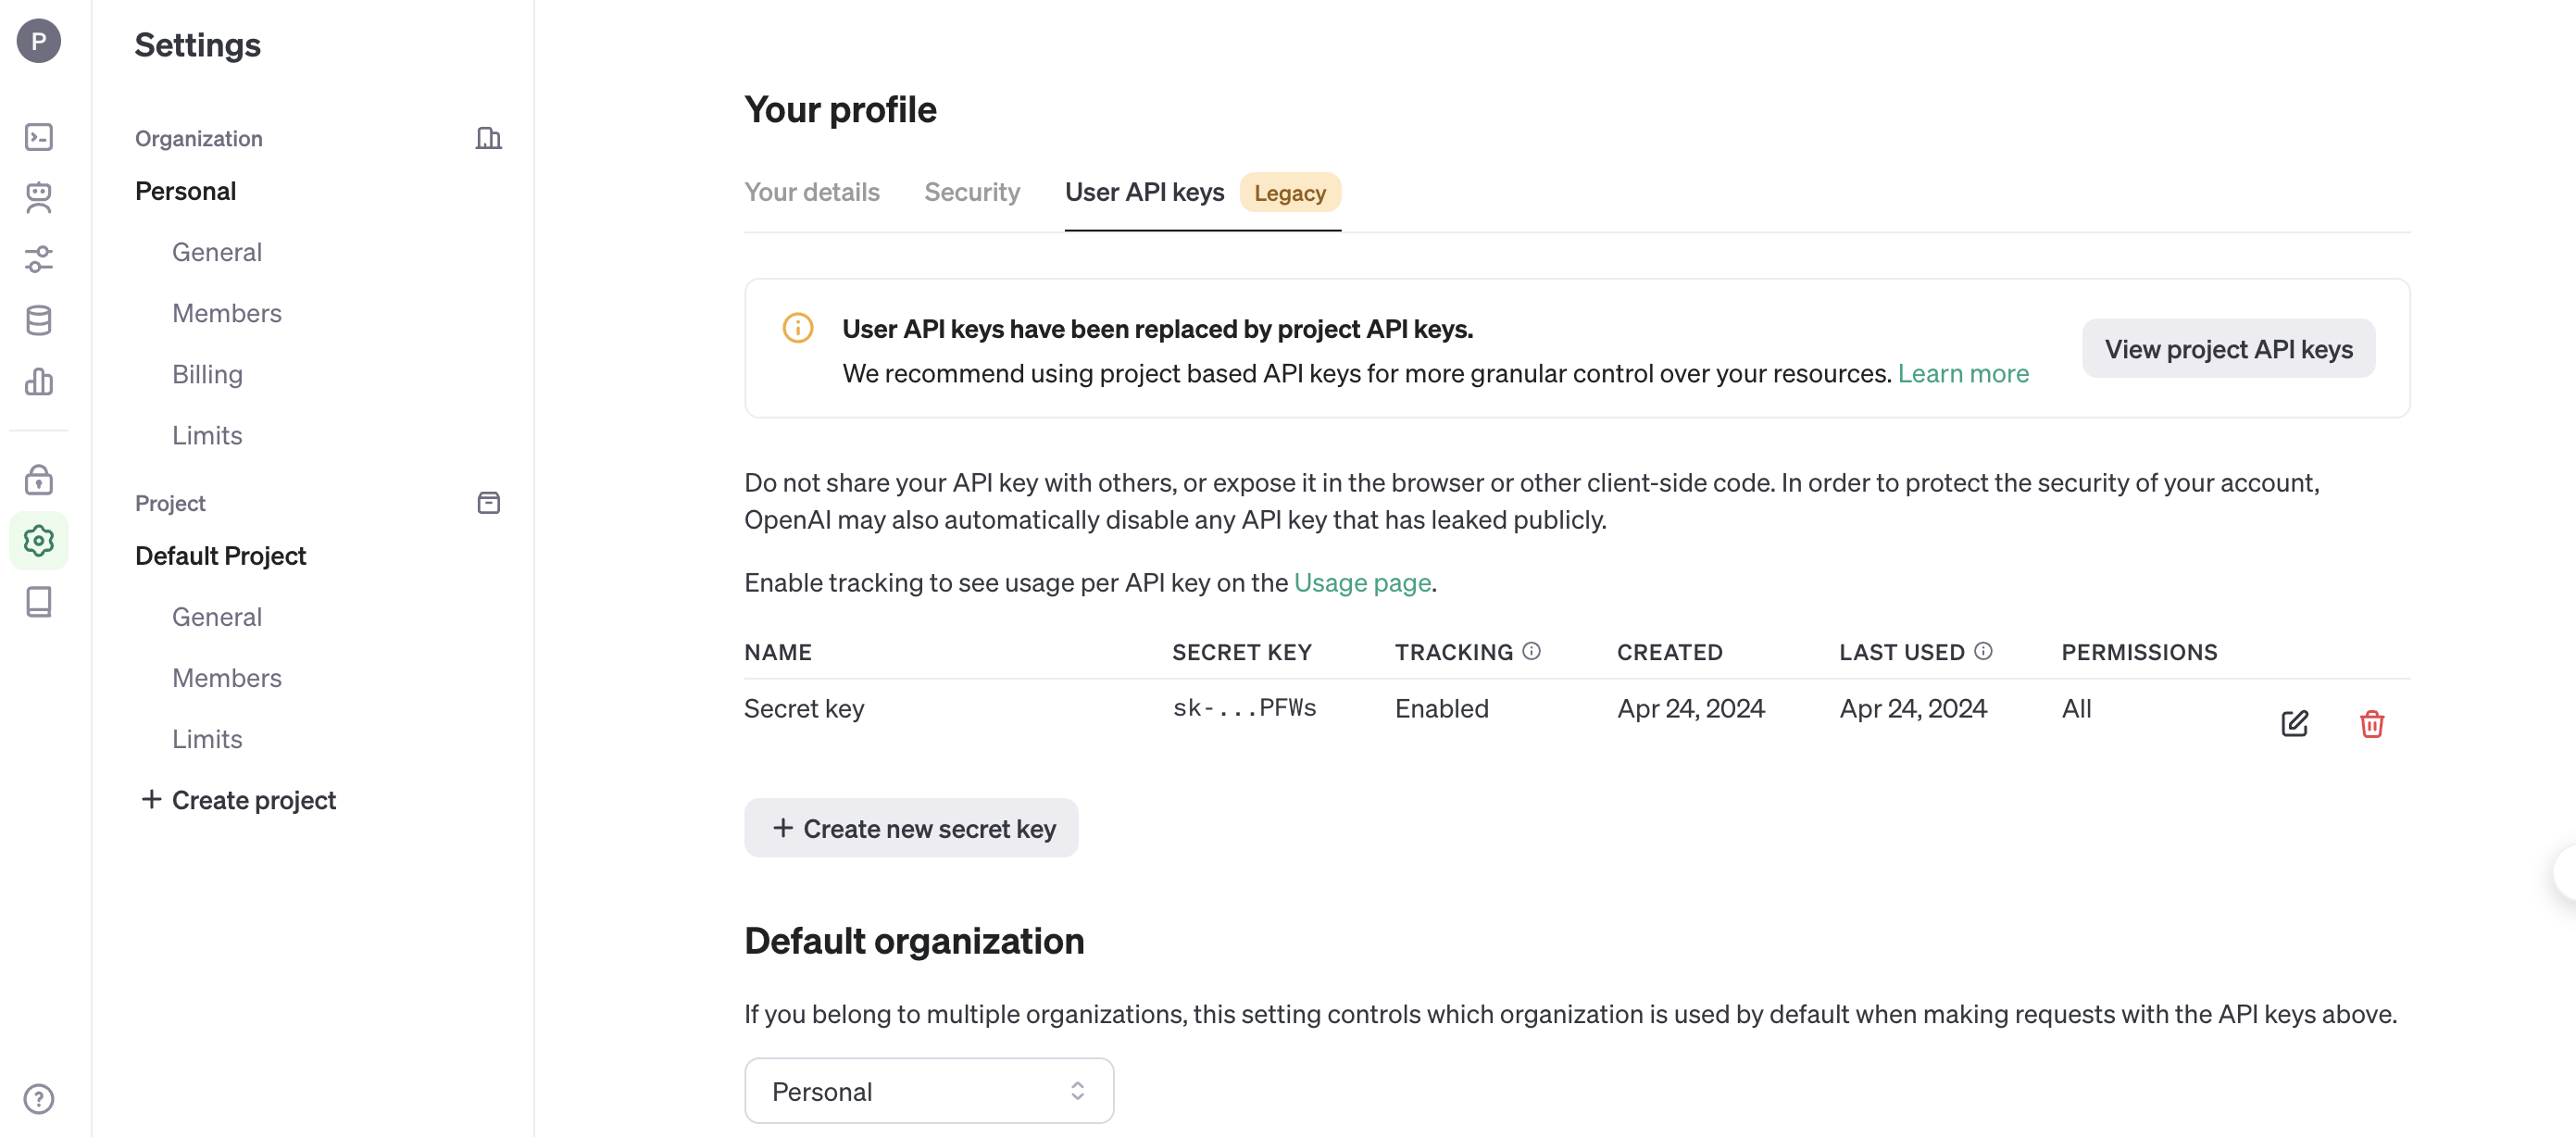 P
Settings
Organization
Personal
General
Members
Billing
Limits
Project
Default Project
General
Members
Limits
+ Create project
Your profile
Your details Security User API keys Legacy
User API keys have been replaced by project API keys.
We recommend using project based API keys for more granular control over your resources. Learn more
View project API keys
Do not share your API key with others, or expose it in the browser or other client-side code. In order to protect the security of your account,
OpenAI may also automatically disable any API key that has leaked publicly.
Enable tracking to see usage per API key on the Usage page.
NAME SECRET KEY TRACKING CREATED LAST USED PERMISSIONS
Secret key sk-...PFWs Enabled Apr 24, 2024 Apr 24, 2024 All
+ Create new secret key
Default organization
If you belong to multiple organizations, this setting controls which organization is used by default when making requests with the API keys above.
Personal